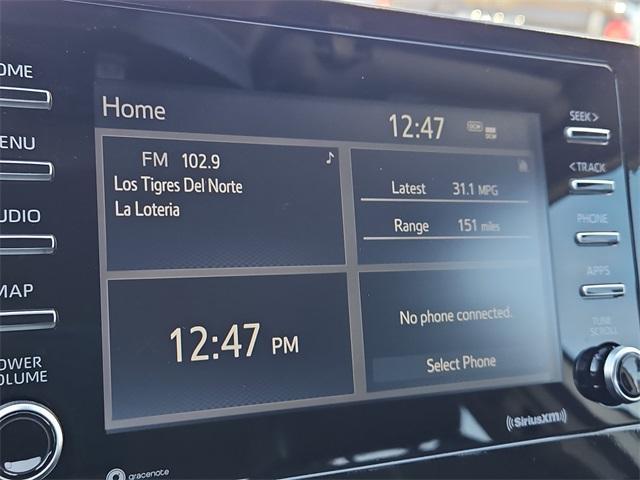 Home 12:47
FM 102.9
Los Tigres Del Norte
La Loteria
Latest 31.1 MPG
Range 151 miles
12:47 PM
No phone connected.
Select Phone
OME
ENU
UDIO
MAP
OWER
OLUME
SEEK >
< TRACK
PHONE
APPS
TUNE
SCROLL
((SiriusXM))
gracenote